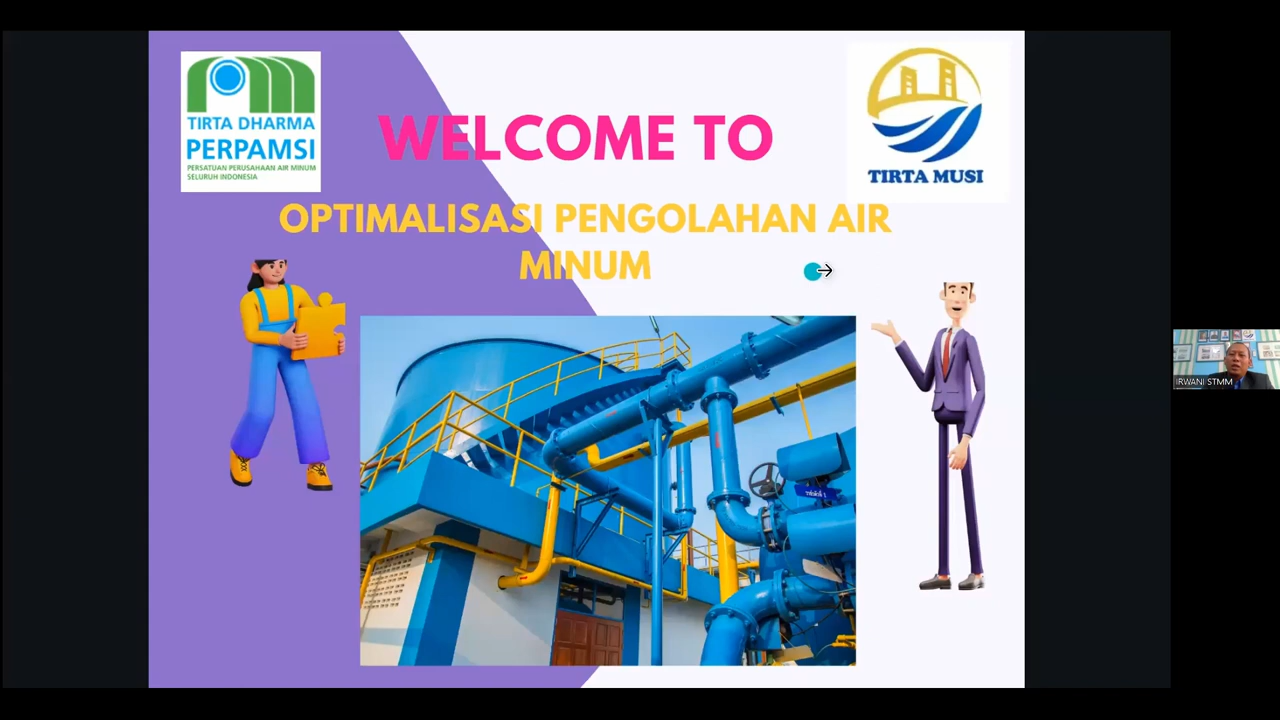 TIRTA DHARMA
PERPAMSI
PERSATUAN PERUSAHAAN AIR MINUM
SELURUH INDONESIA
WELCOME TO
TIRTA MUSI
OPTIMALISASI PENGOLAHAN AIR
MINUM
IRWANI STMM